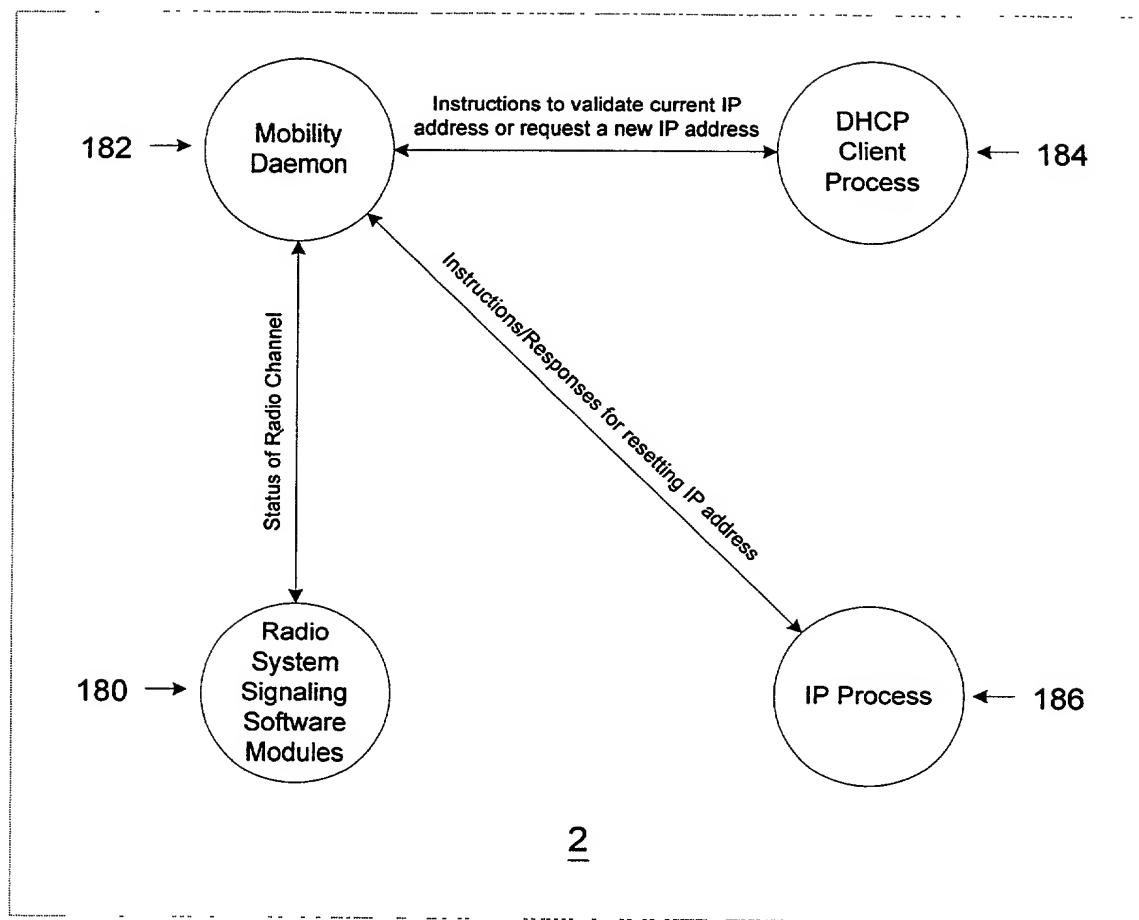 Instructions to validate current IP
address or request a new IP address
182
Mobility
Daemon
DHCP
Client
Process
184
Instructions/Responses for resetting IP address
Status of Radio Channel
180
Radio
System
Signaling
Software
Modules
IP Process
186
2